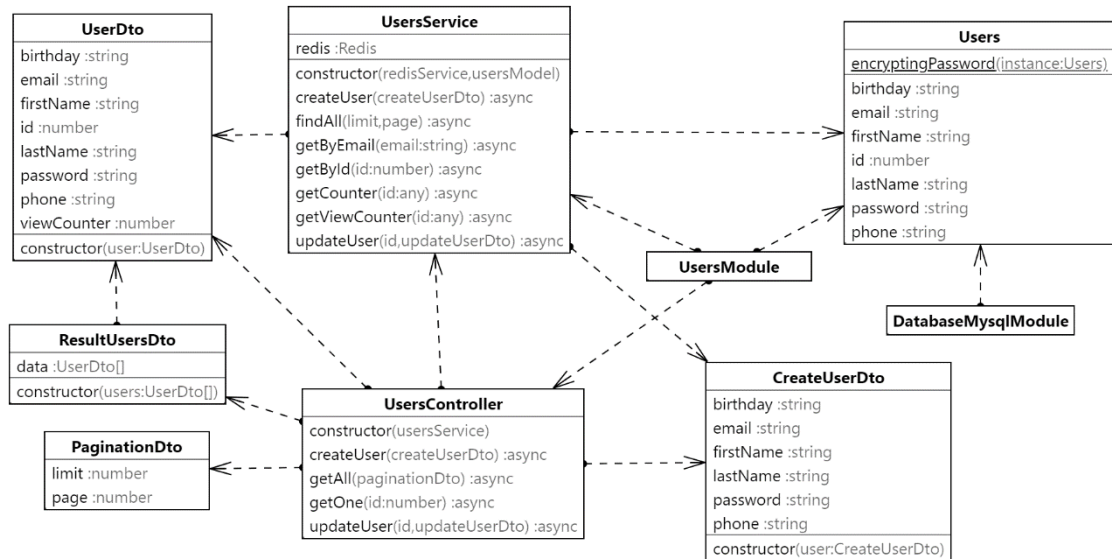 UserDto
birthday :string
email :string
firstName :string
id :number
lastName :string
password :string
phone :string
viewCounter :number
constructor(user:UserDto)
UsersService
redis :Redis
constructor(redisService,usersModel)
createUser(createUserDto) :async
findAll(limit,page) :async
getByEmail(email:string) :async
getById(id:number) :async
getCounter(id:any) :async
getViewCounter(id:any) :async
updateUser(id,updateUserDto) :async
Users
encryptingPassword(instance:Users)
birthday :string
email :string
firstName :string
id :number
lastName :string
password :string
phone :string
UsersModule
DatabaseMysqlModule
ResultUsersDto
data :UserDto[]
constructor(users:UserDto[])
PaginationDto
limit :number
page :number
UsersController
constructor(usersService)
createUser(createUserDto) :async
getAll(paginationDto) :async
getOne(id:number) :async
updateUser(id,updateUserDto) :async
CreateUserDto
birthday :string
email :string
firstName :string
lastName :string
password :string
phone :string
constructor(user:CreateUserDto)